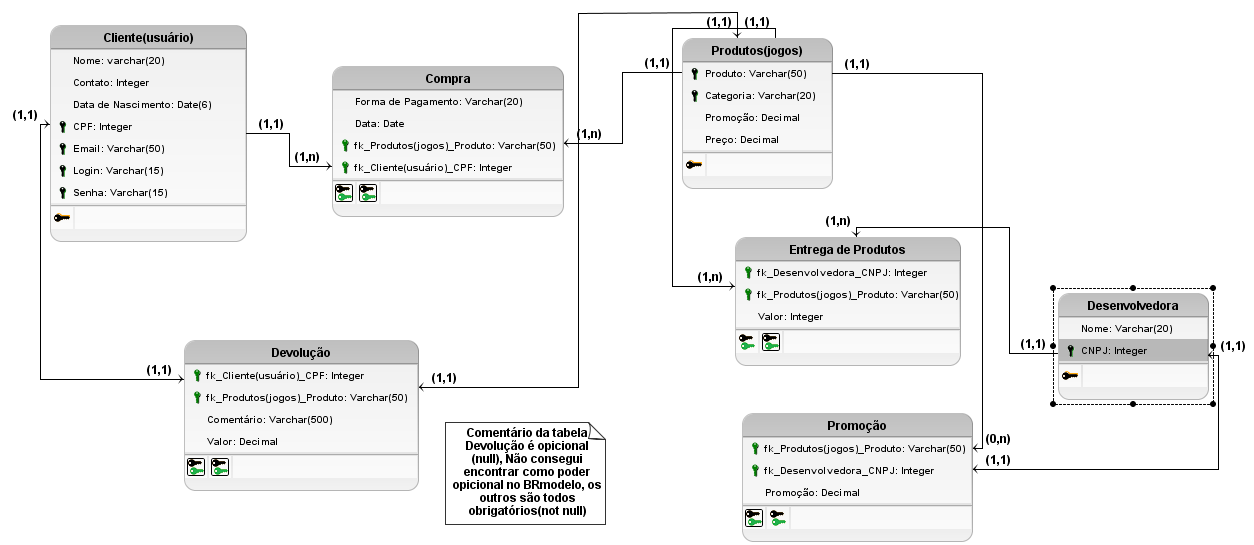 Cliente(usuário)
Nome: varchar(20)
Contato: Integer
Data de Nascimento: Date(6)
CPF: Integer
Email: Varchar(50)
Login: Varchar(15)
Senha: Varchar(15)
(1,1)
(1,1)
(1,n)
Compra
Forma de Pagamento: Varchar(20)
Data: Date
fk_Produtos(jogos)_Produto: Varchar(50)
fk_Cliente(usuário)_CPF: Integer
(1,n)
(1,1)
(1,1)
(1,1)
Produtos(jogos)
Produto: Varchar(50)
Categoria: Varchar(20)
Promoção: Decimal
Preço: Decimal
(1,1)
(1,n)
Entrega de Produtos
fk_Desenvolvedora_CNPJ: Integer
fk_Produtos(jogos)_Produto: Varchar(50)
Valor: Integer
(1,n)
Desenvolvedora
Nome: Varchar(20)
CNPJ: Integer
(1,1)
(1,1)
Devolução
fk_Cliente(usuário)_CPF: Integer
fk_Produtos(jogos)_Produto: Varchar(50)
Comentário: Varchar(500)
Valor: Decimal
(1,1)
(1,1)
Comentário da tabela
Devolução é opicional
(null), Não consegui
encontrar como poder
opicional no BRmodelo, os
outros são todos
obrigatórios(not null)
Promoção
fk_Produtos(jogos)_Produto: Varchar(50)
fk_Desenvolvedora_CNPJ: Integer
Promoção: Decimal
(0,n)
(1,1)